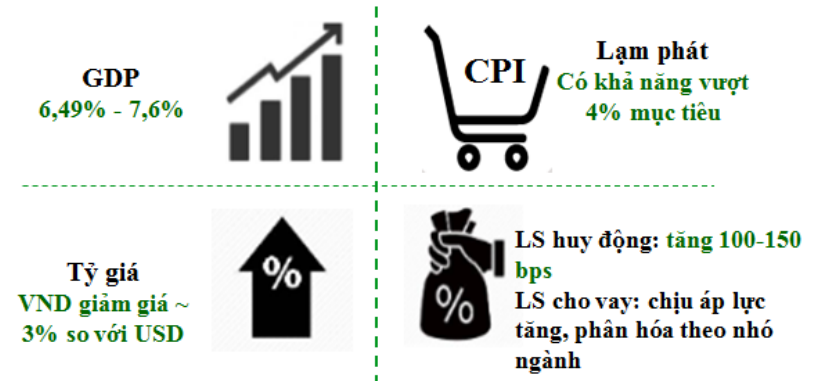 GDP
6,49% - 7,6%
CPI
Lạm phát
Có khả năng vượt
4% mục tiêu
Tỷ giá
VND giảm giá ~
3% so với USD
%
%
LS huy động: tăng 100-150
bps
LS cho vay: chịu áp lực
tăng, phân hóa theo nhó
ngành